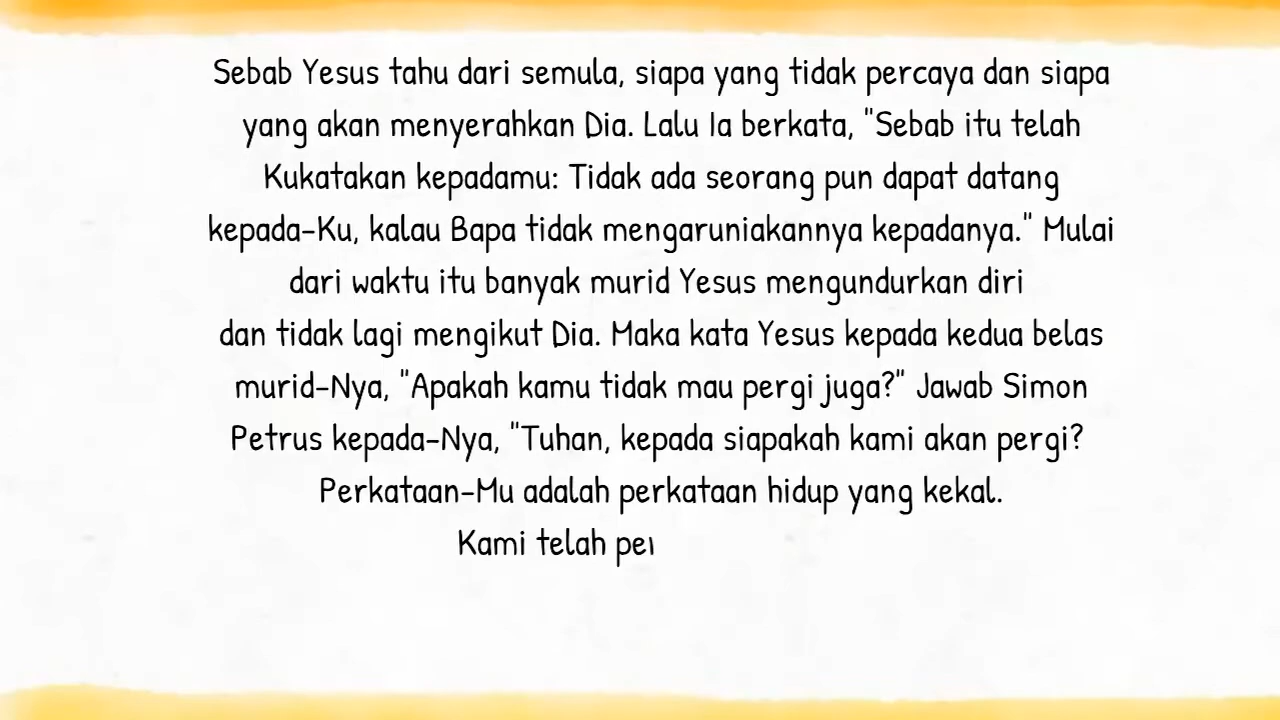 Sebab Yesus tahu dari semula, siapa yang tidak percaya dan siapa
yang akan menyerahkan Dia. Lalu Ia berkata, "Sebab itu telah
Kukatakan kepadamu: Tidak ada seorang pun dapat datang
kepada-Ku, kalau Bapa tidak mengaruniakannya kepadanya." Mulai
dari waktu itu banyak murid Yesus mengundurkan diri
dan tidak lagi mengikut Dia. Maka kata Yesus kepada kedua belas
murid-Nya, "Apakah kamu tidak mau pergi juga?" Jawab Simon
Petrus kepada-Nya, "Tuhan, kepada siapakah kami akan pergi?
Perkataan-Mu adalah perkataan hidup yang kekal.
Kami telah